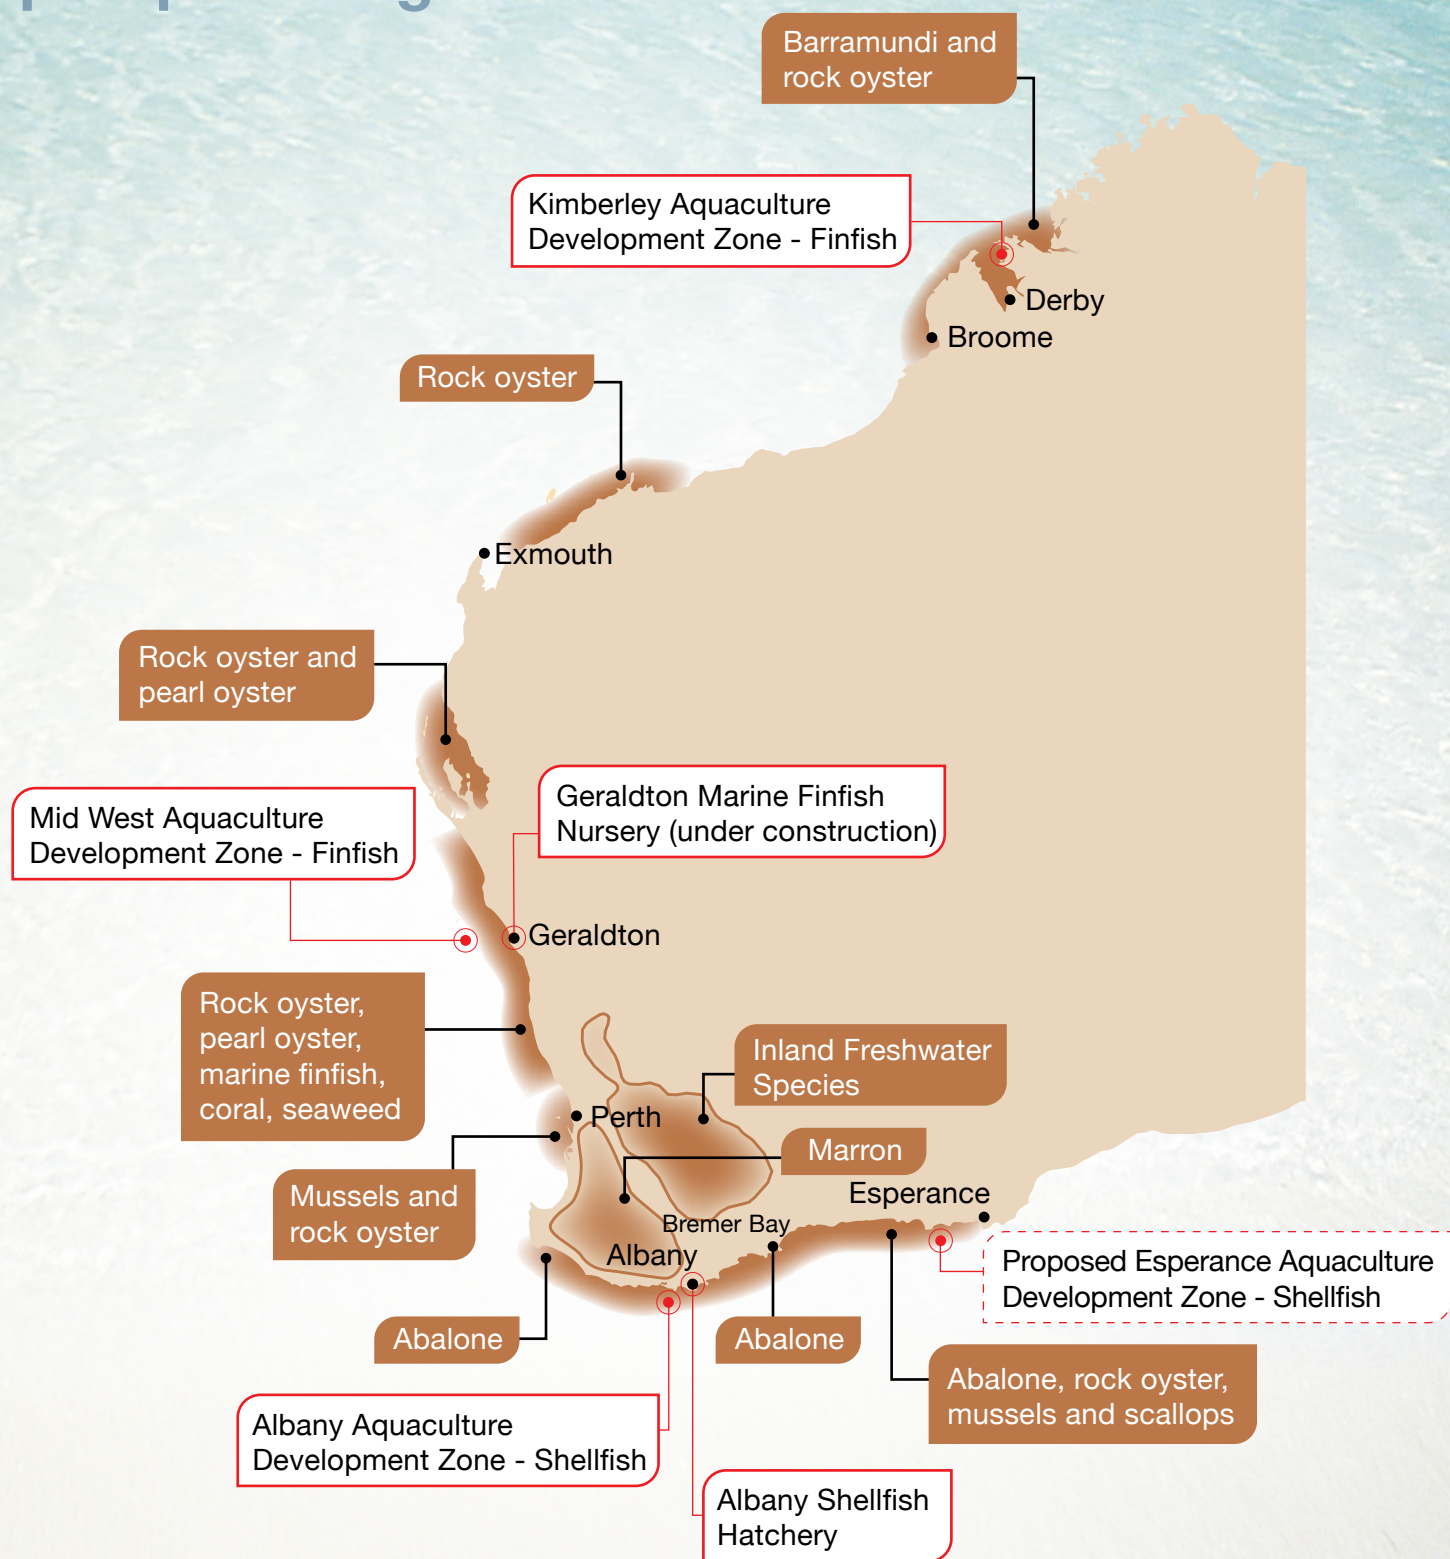 Barramundi and
rock oyster
Kimberley Aquaculture
Development Zone - Finfish
Derby
Broome
Rock oyster
Exmouth
Rock oyster and
pearl oyster
Mid West Aquaculture
Development Zone - Finfish
Geraldton Marine Finfish
Nursery (under construction)
Geraldton
Rock oyster,
pearl oyster,
marine finfish,
coral, seaweed
Inland Freshwater
Species
Perth
Marron
Mussels and
rock oyster
Esperance
Bremer Bay
Albany
Proposed Esperance Aquaculture
Development Zone - Shellfish
Abalone
Abalone
Abalone, rock oyster,
mussels and scallops
Albany Aquaculture
Development Zone - Shellfish
Albany Shellfish
Hatchery